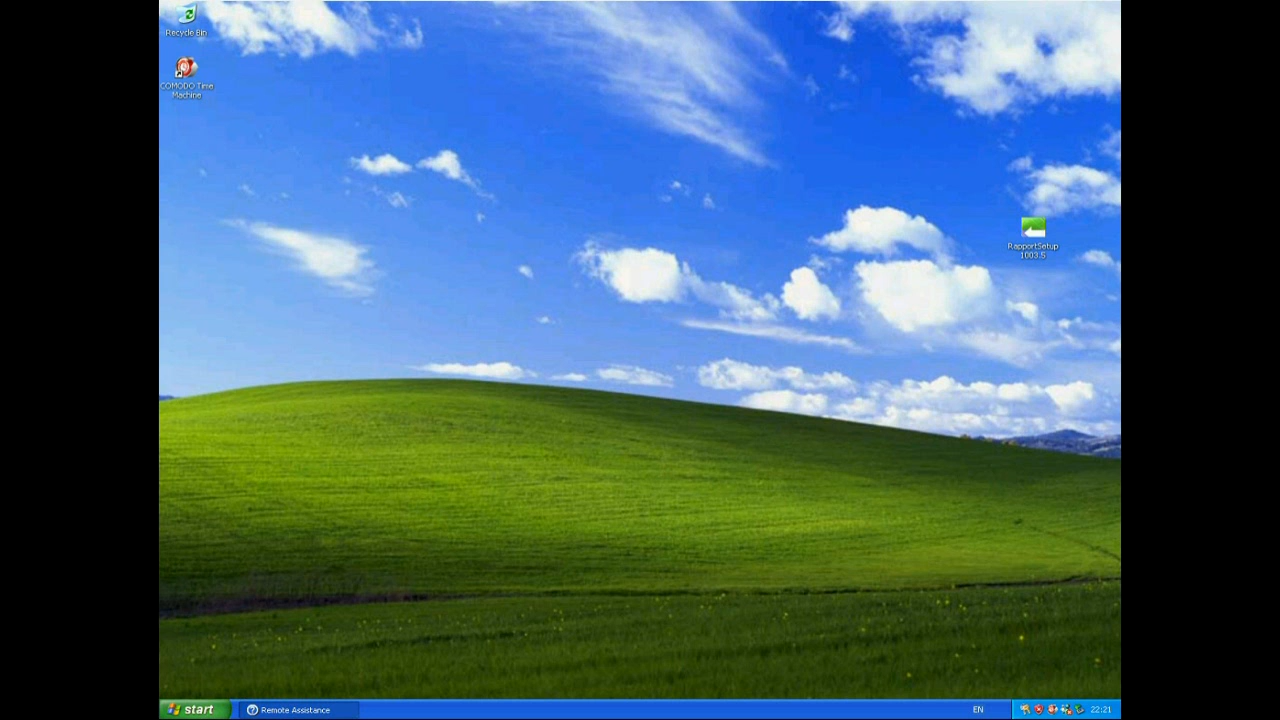 Recycle Bin
COMODO Time
Machine
RapportSetup
1003.5
start
Remote Assistance
EN
22:21